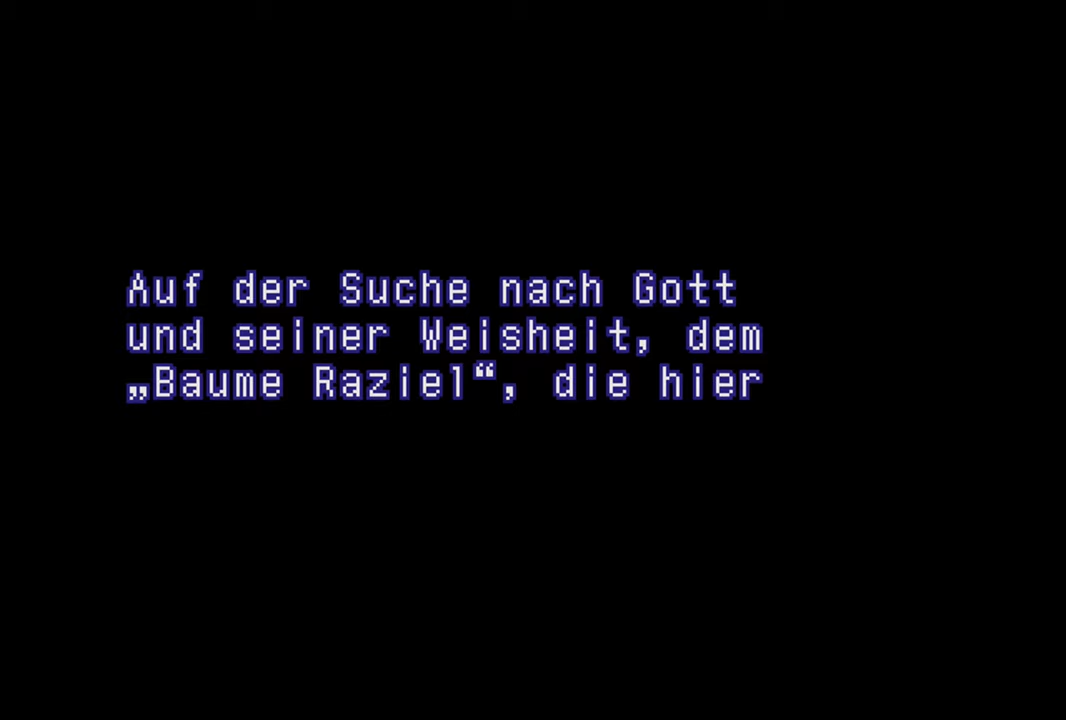 Auf der Suche nach Gott
und seiner Weisheit, dem
„Baume Raziel“, die hier